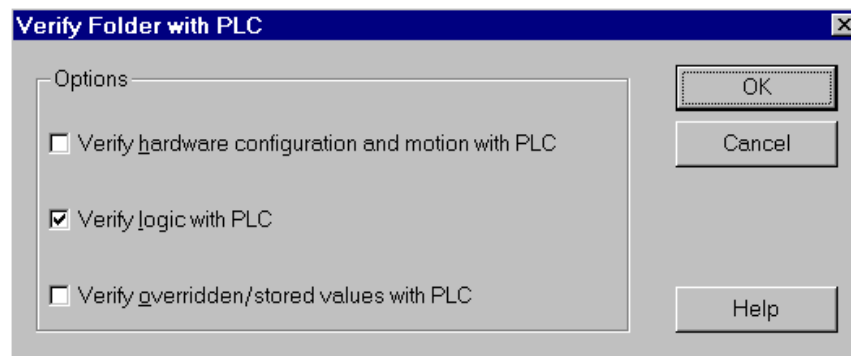 Verify Folder with PLC
Options
OK
Verify hardware configuration and motion with PLC
Cancel
Verify logic with PLC
Verify overridden/stored values with PLC
Help